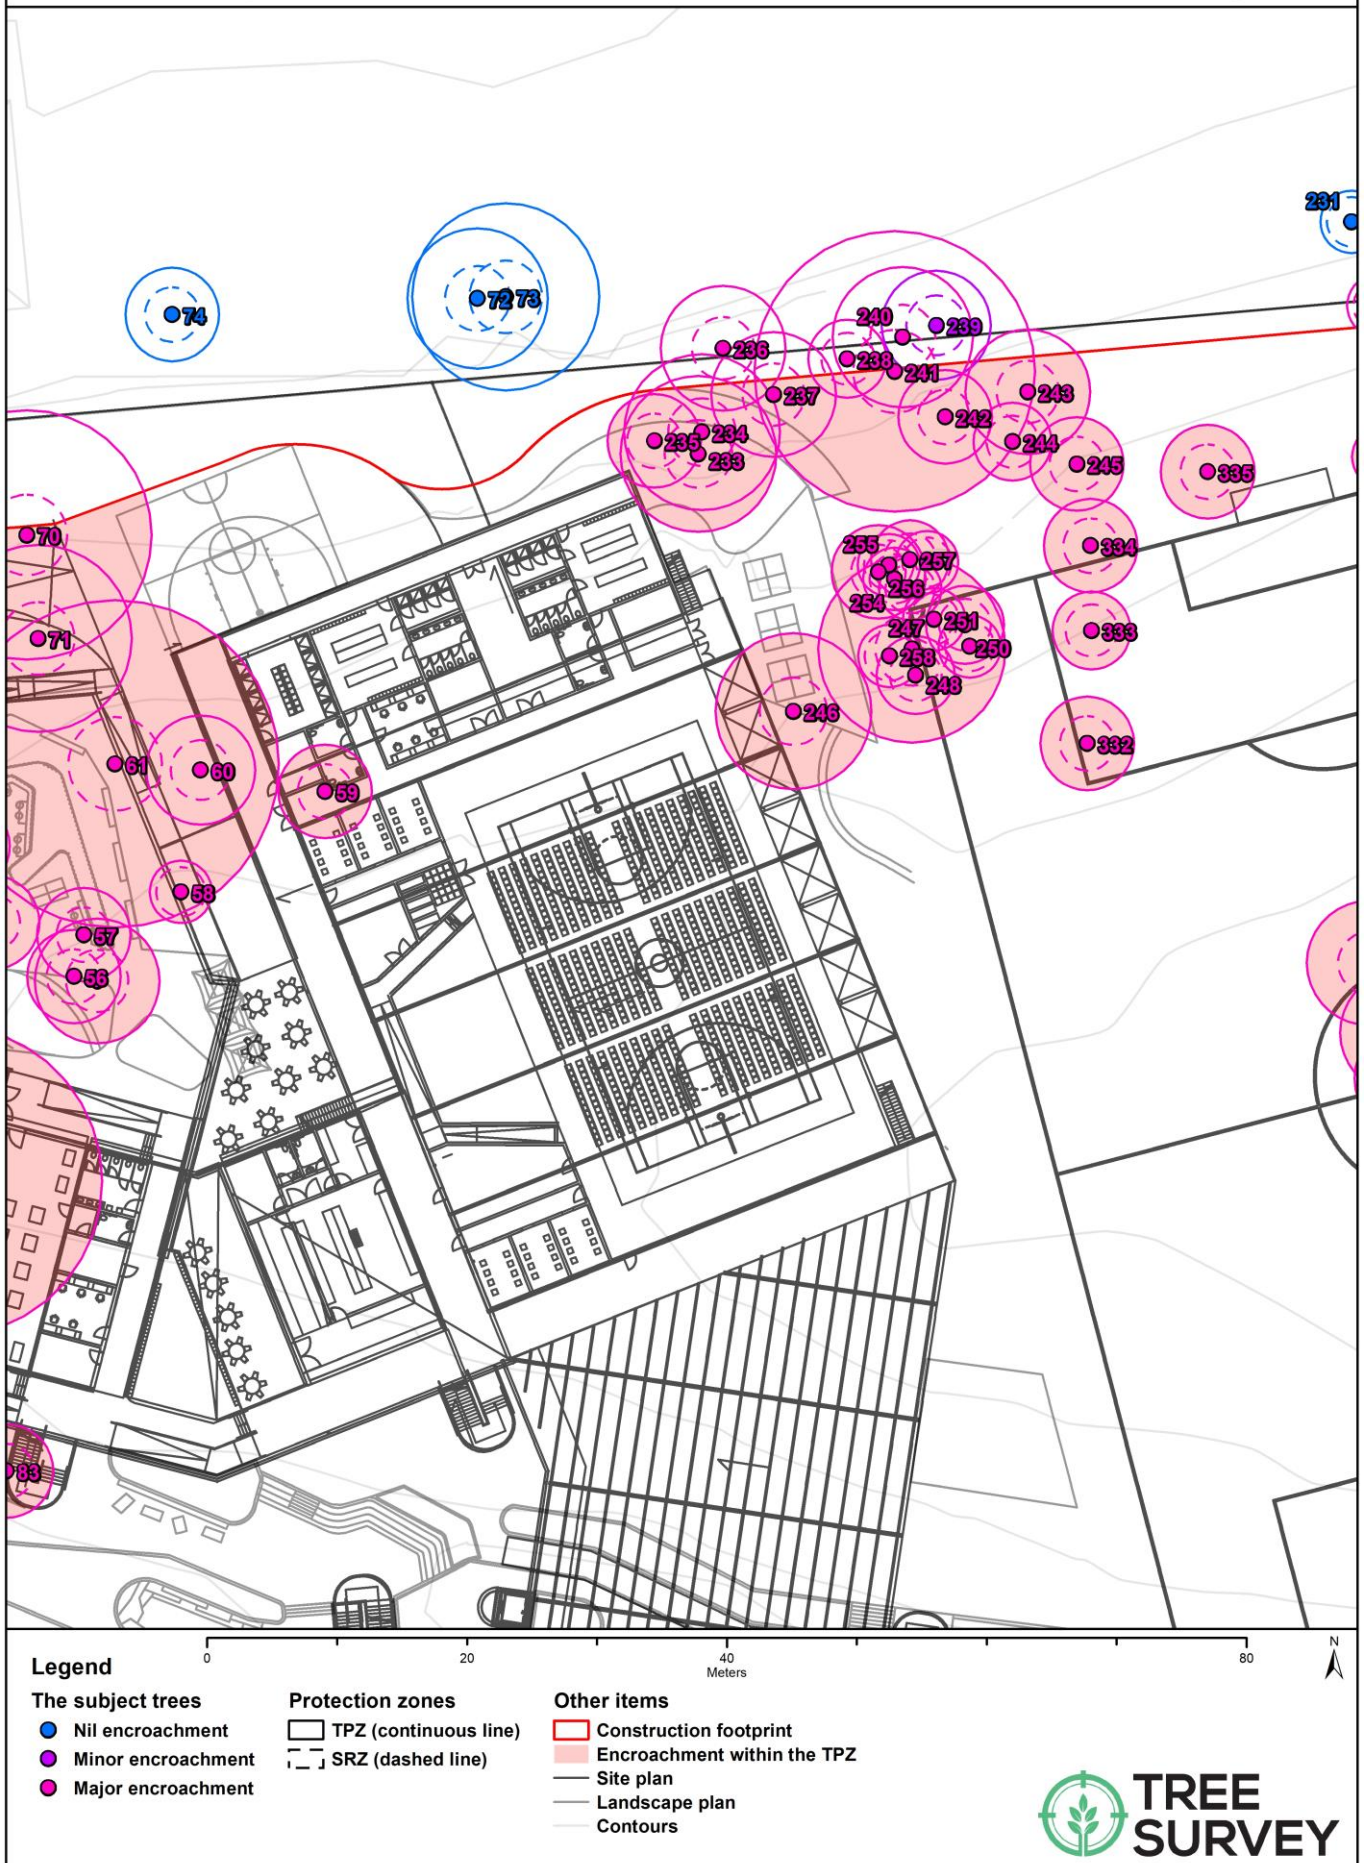 231
74
72
73
240
239
236
238
241
237
243
242
235
234
244
233
245
335
70
255
257
334
256
254
251
247
333
71
250
258
248
246
332
61
60
59
58
57
56
83
0
20
40
80
Meters
N
Legend
The subject trees
Nil encroachment
Minor encroachment
Major encroachment
Protection zones
TPZ (continuous line)
SRZ (dashed line)
Other items
Construction footprint
Encroachment within the TPZ
Site plan
Landscape plan
Contours
TREE
SURVEY